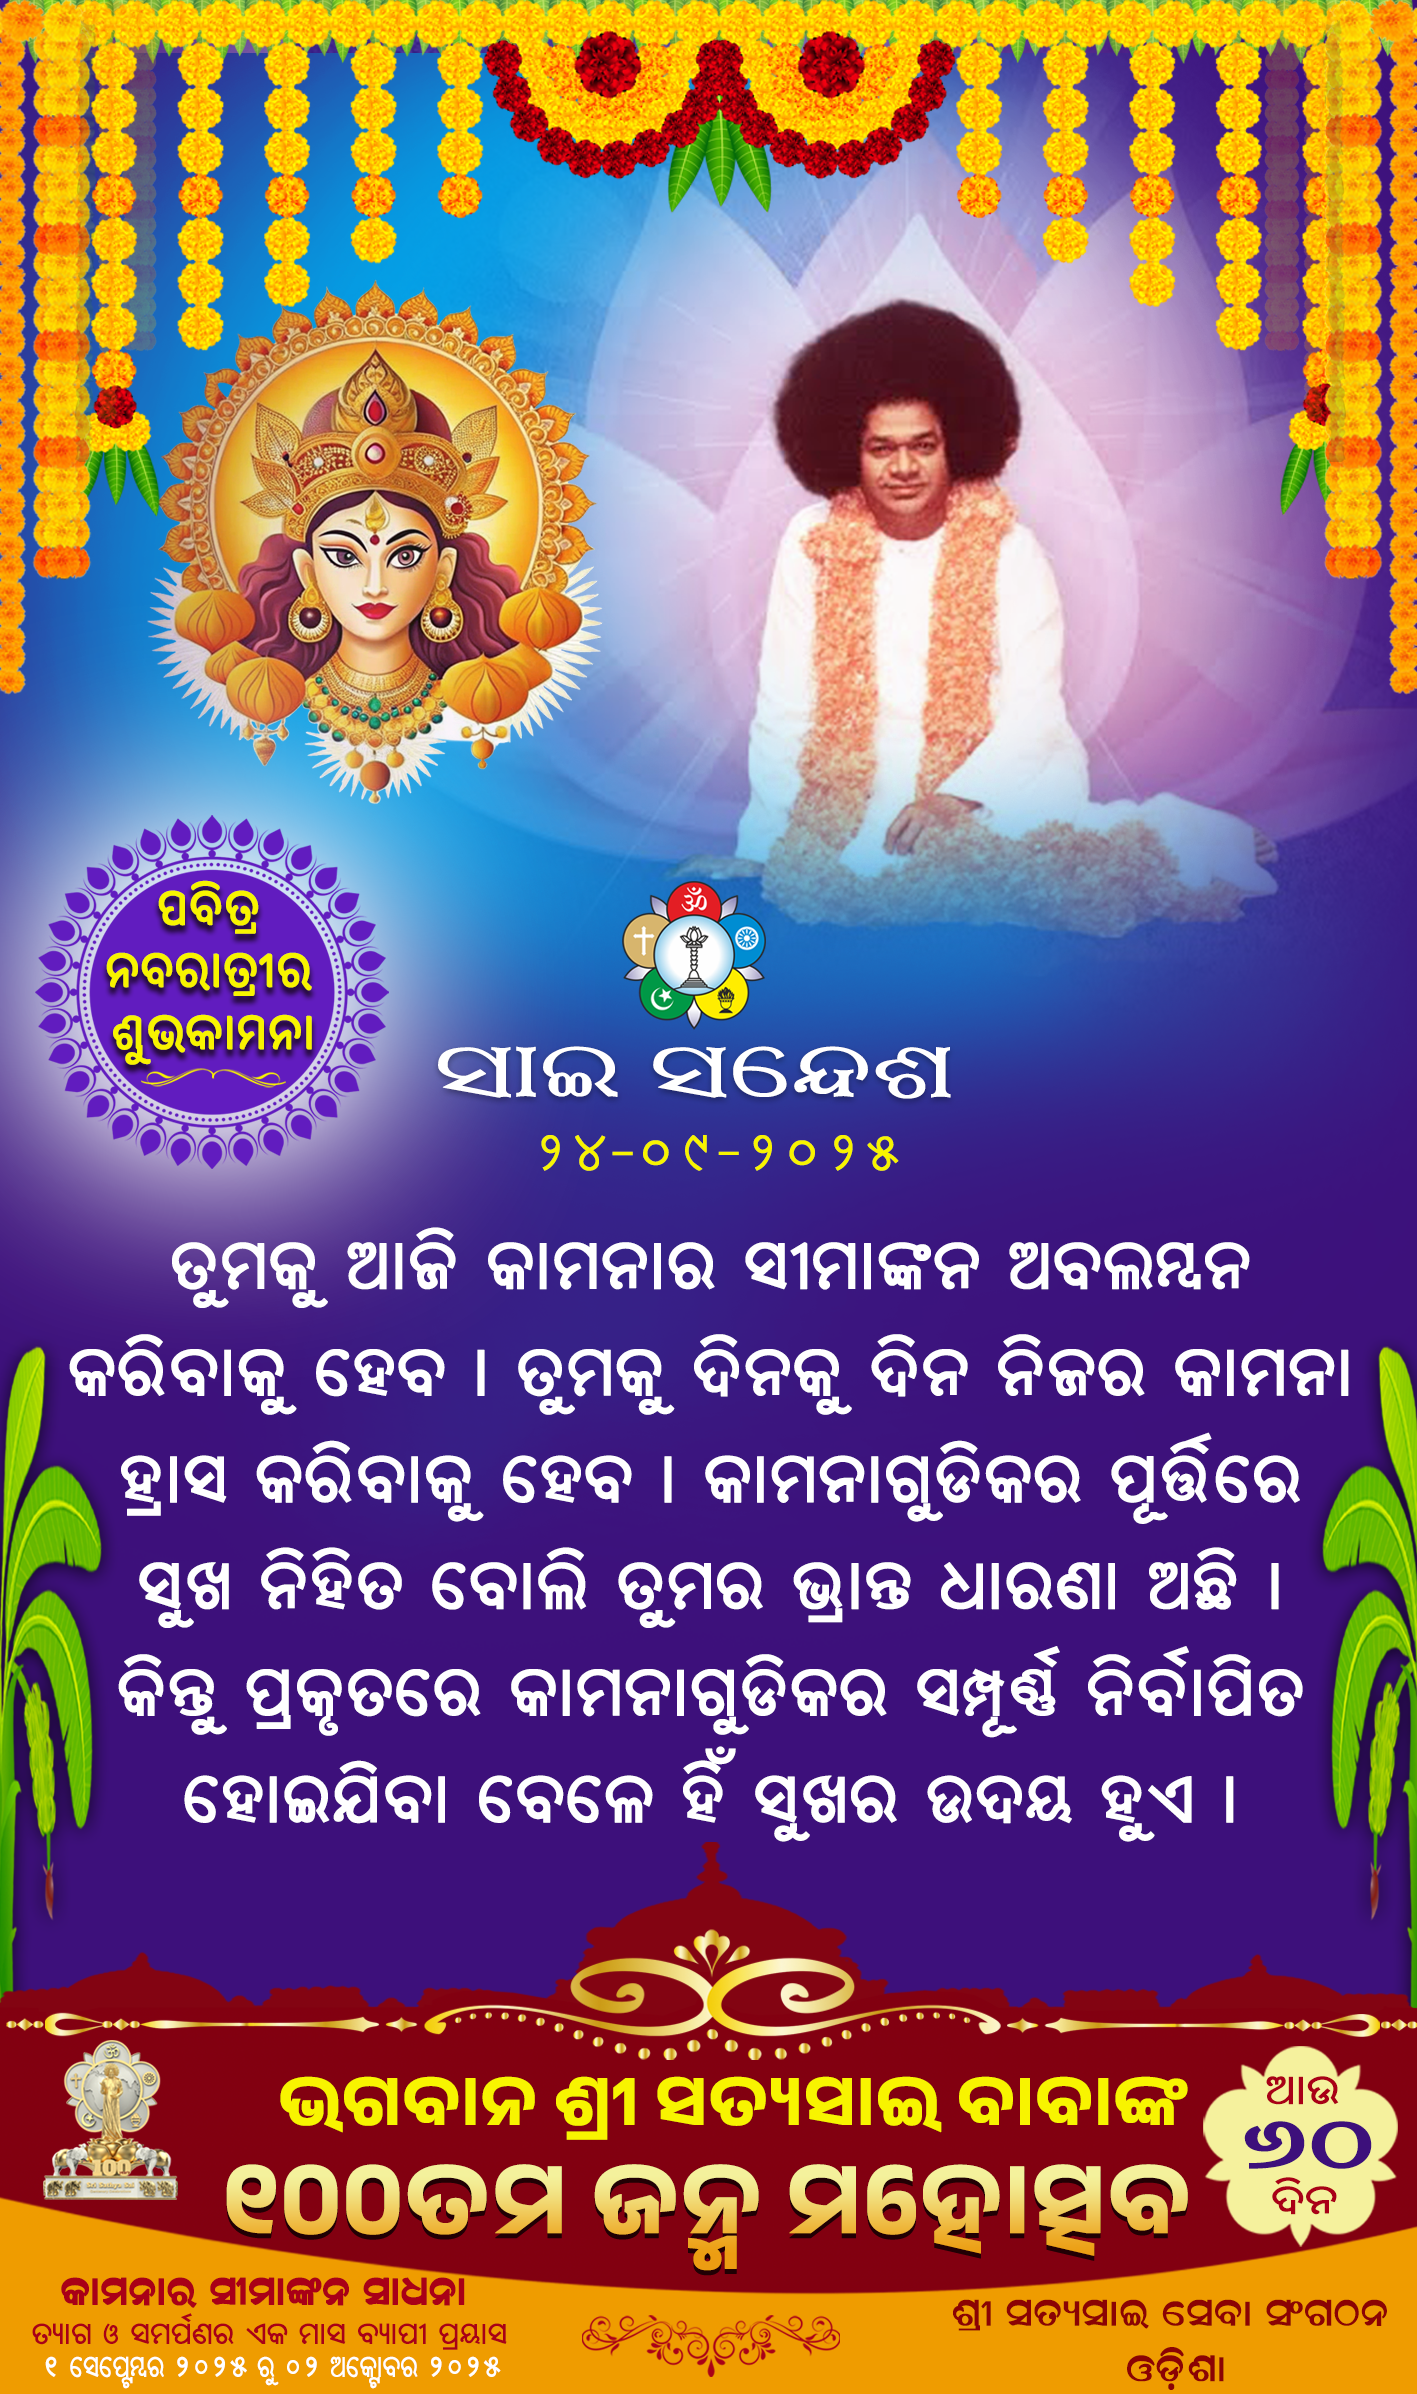 ପବିତ୍ର
ନବରାତ୍ରୀର
ଶୁଭକାମନା
ସାଇ ସନ୍ଦେଶ
୨୪-୦୯-୨୦୨୫
ତୁମକୁ ଆଜି କାମନାର ସୀମାଙ୍କନ ଅବଲମ୍ବନ
କରିବାକୁ ହେବ । ତୁମକୁ ଦିନକୁ ଦିନ ନିଜର କାମନା
ହ୍ରାସ କରିବାକୁ ହେବ । କାମନାଗୁଡିକର ପୂର୍ତ୍ତିରେ
ସୁଖ ନିହିତ ବୋଲି ତୁମର ଭ୍ରାନ୍ତ ଧାରଣା ଅଛି ।
କିନ୍ତୁ ପ୍ରକୃତରେ କାମନାଗୁଡିକର ସମ୍ପୂର୍ଣ୍ଣ ନିର୍ବାପିତ
ହୋଇଯିବା ବେଳେ ହିଁ ସୁଖର ଉଦୟ ହୁଏ ।
ଭଗବାନ ଶ୍ରୀ ସତ୍ୟସାଇ ବାବାଙ୍କ
୧୦୦ତମ ଜନ୍ମ ମହୋତ୍ସବ
ଆଉ
୬୦
ଦିନ
କାମନାର ସୀମାଙ୍କନ ସାଧନା
ତ୍ୟାଗ ଓ ସମର୍ପଣର ଏକ ମାସ ବ୍ୟାପୀ ପ୍ରୟାସ
୧ ସେପ୍ଟେମ୍ବର ୨୦୨୫ ରୁ ୦୨ ଅକ୍ଟୋବର ୨୦୨୫
ଶ୍ରୀ ସତ୍ୟସାଇ ସେବା ସଂଗଠନ
ଓଡ଼ିଶା